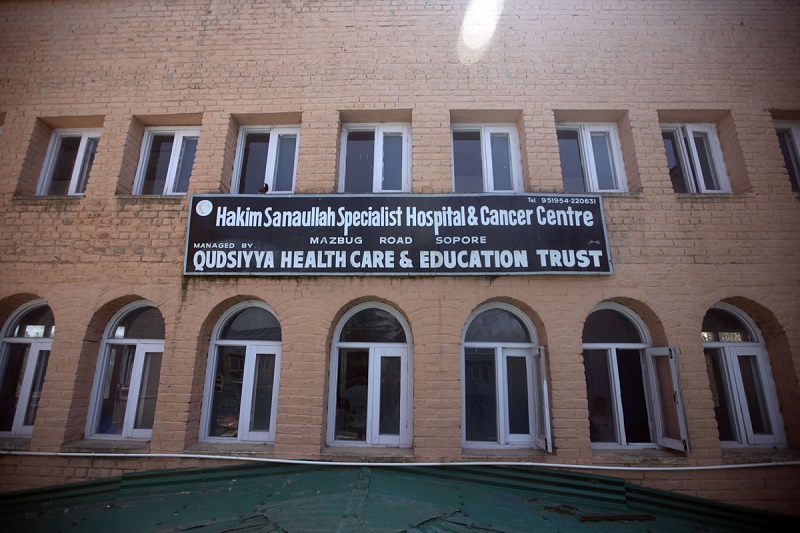 Tel 951954-220631
Hakim Sanaullah Specialist Hospital & Cancer Centre
MAZBUG ROAD SOPORE
MANAGED BY.
QUDSIYYA HEALTH CARE & EDUCATION TRUST